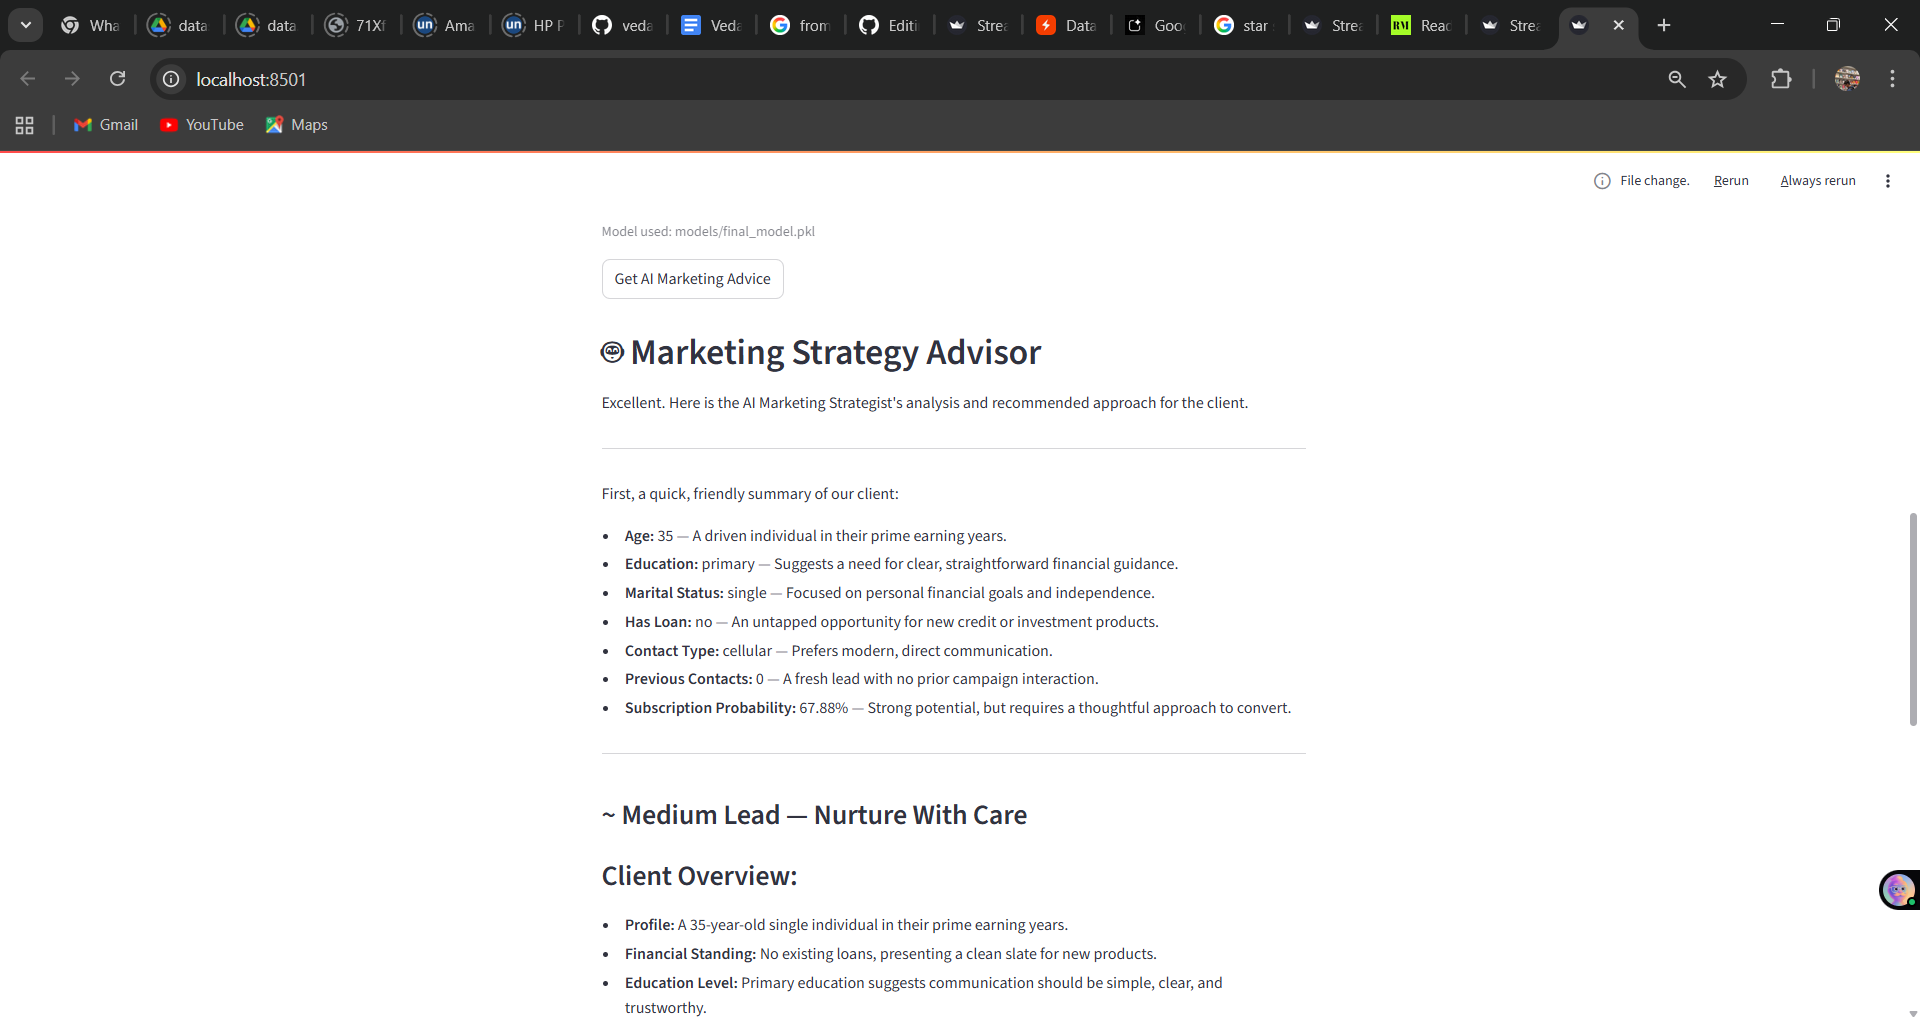 Wha
data
data
71Xf
un
Ama
un
HP P
veda
Veda
from
Editi
Strea
Data
Goo
star
Strea
RM
Reac
Strea
localhost:8501
Gmail
YouTube
Maps
File change.
Rerun
Always rerun
Model used: models/final_model.pkl
Get AI Marketing Advice
Marketing Strategy Advisor
Excellent. Here is the AI Marketing Strategist's analysis and recommended approach for the client.
First, a quick, friendly summary of our client:
• Age: 35 — A driven individual in their prime earning years.
• Education: primary — Suggests a need for clear, straightforward financial guidance.
• Marital Status: single — Focused on personal financial goals and independence.
• Has Loan: no — An untapped opportunity for new credit or investment products.
• Contact Type: cellular — Prefers modern, direct communication.
• Previous Contacts: 0 — A fresh lead with no prior campaign interaction.
• Subscription Probability: 67.88% — Strong potential, but requires a thoughtful approach to convert.
~ Medium Lead — Nurture With Care
Client Overview:
• Profile: A 35-year-old single individual in their prime earning years.
• Financial Standing: No existing loans, presenting a clean slate for new products.
• Education Level: Primary education suggests communication should be simple, clear, and
trustworthy.